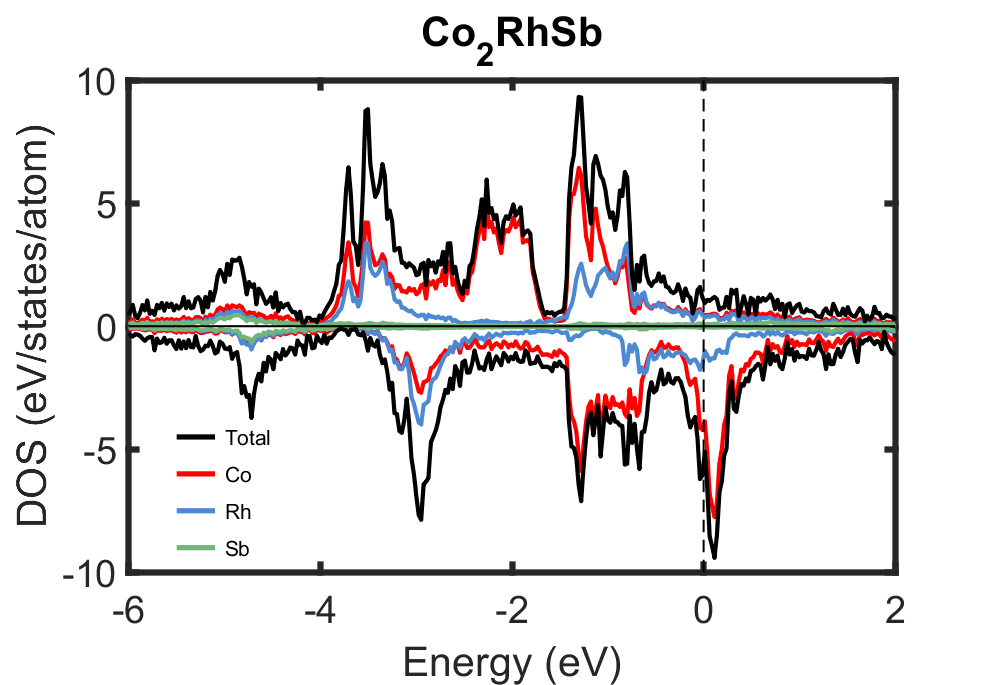 Co2RhSb
10
5
0
-5
-10
DOS (eV/states/atom)
Total
Co
Rh
Sb
-6 -4 -2 0 2
Energy (eV)